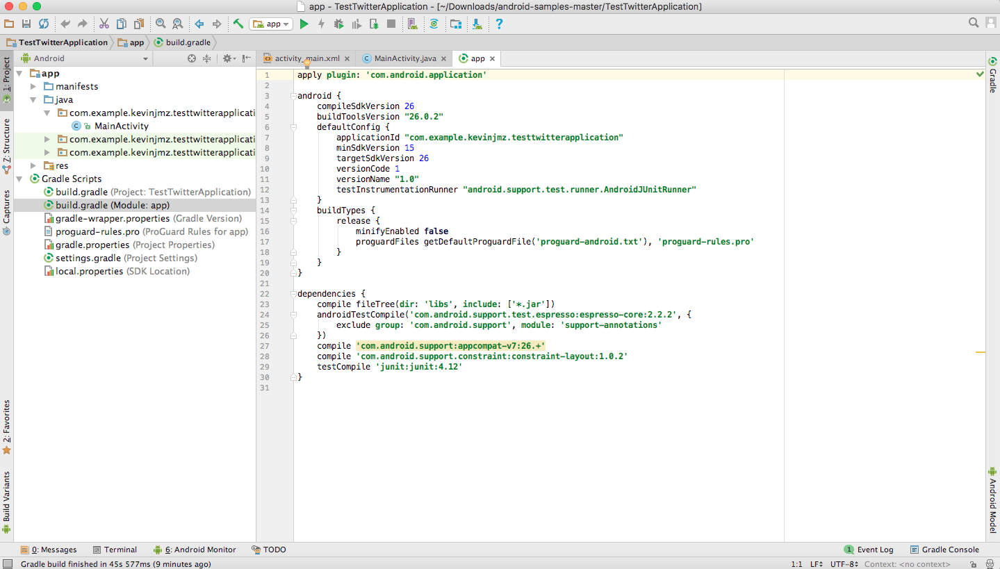 app - TestTwitterApplication - [~/Downloads/android-samples-master/TestTwitterApplication]
app
TestTwitterApplication app build.gradle
1: Project
Z: Structure
Captures
2: Favorites
Build Variants
Android
app
manifests
java
com.example.kevinjmz.testtwitterapplicati
MainActivity
com.example.kevinjmz.testtwitterapplicati
com.example.kevinjmz.testtwitterapplicati
res
Gradle Scripts
build.gradle (Project: TestTwitterApplication)
build.gradle (Module: app)
gradle-wrapper.properties (Gradle Version)
proguard-rules.pro (ProGuard Rules for app)
gradle.properties (Project Properties)
settings.gradle (Project Settings)
local.properties (SDK Location)
activity_main.xml MainActivity.java app
1 apply plugin: 'com.android.application'
2
3 android {
4 compileSdkVersion 26
5 buildToolsVersion "26.0.2"
6 defaultConfig {
7 applicationId "com.example.kevinjmz.testtwitterapplication"
8 minSdkVersion 15
9 targetSdkVersion 26
10 versionCode 1
11 versionName "1.0"
12 testInstrumentationRunner "android.support.test.runner.AndroidJUnitRunner"
13 }
14 buildTypes {
15 release {
16 minifyEnabled false
17 proguardFiles getDefaultProguardFile('proguard-android.txt'), 'proguard-rules.pro'
18 }
19 }
20 }
21
22 dependencies {
23 compile fileTree(dir: 'libs', include: ['*.jar'])
24 androidTestCompile('com.android.support.test.espresso:espresso-core:2.2.2', {
25 exclude group: 'com.android.support', module: 'support-annotations'
26 })
27 compile 'com.android.support:appcompat-v7:26.+'
28 compile 'com.android.support.constraint:constraint-layout:1.0.2'
29 testCompile 'junit:junit:4.12'
30 }
31
Gradle
Android Model
0: Messages Terminal 6: Android Monitor TODO 1 Event Log Gradle Console
Gradle build finished in 45s 577ms (9 minutes ago) 1:1 LF UTF-8 Context: <no context>